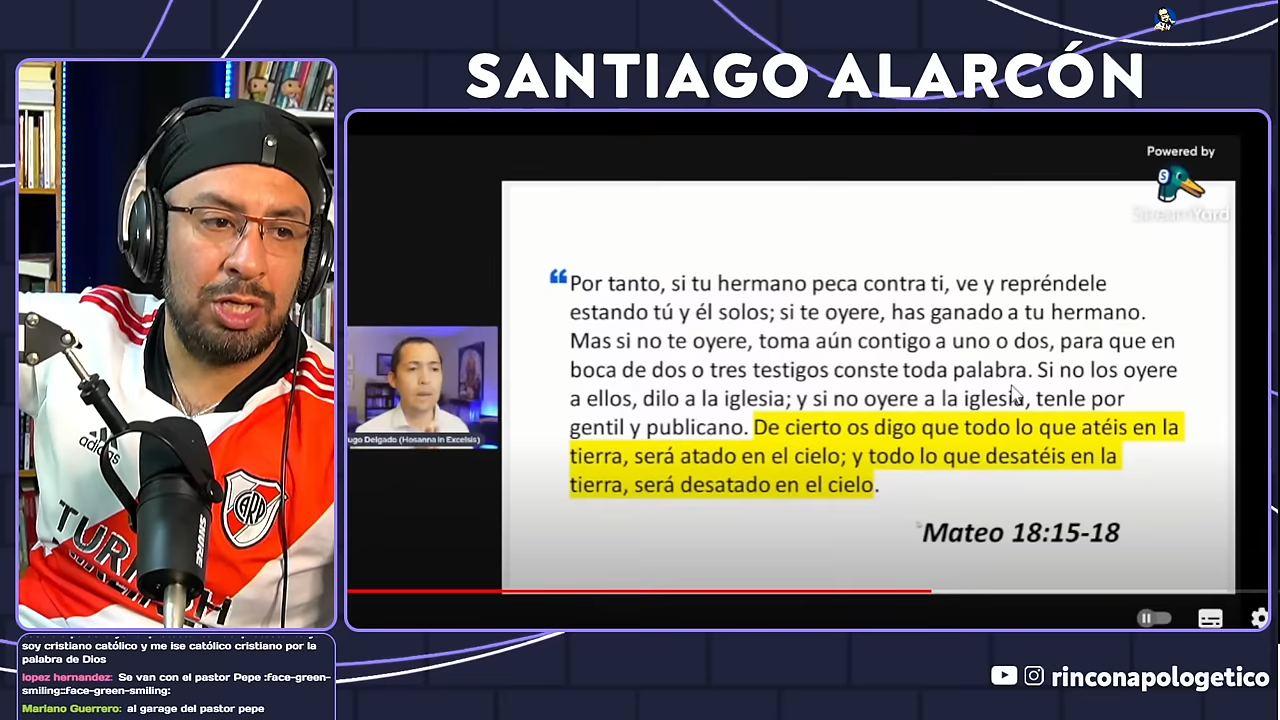 SANTIAGO ALARCÓN
Powered by
StreamYard
“Por tanto, si tu hermano peca contra ti, ve y repréndele
estando tú y él solos; si te oyere, has ganado a tu hermano.
Mas si no te oyere, toma aún contigo a uno o dos, para que en
boca de dos o tres testigos conste toda palabra. Si no los oyere
a ellos, dilo a la iglesia; y si no oyere a la iglesia, tenle por
gentil y publicano. De cierto os digo que todo lo que atéis en la
tierra, será atado en el cielo; y todo lo que desatéis en la
tierra, será desatado en el cielo.
Mateo 18:15-18
ugo Delgado (Hosanna in Excelsis)
adidas
CARP
SHURE
soy cristiano católico y me ise católico cristiano por la
palabra de Dios
lopez hernandez: Se van con el pastor Pepe :face-green-
smiling::face-green-smiling:
Mariano Guerrero: al garage del pastor pepe
rinconapologetico